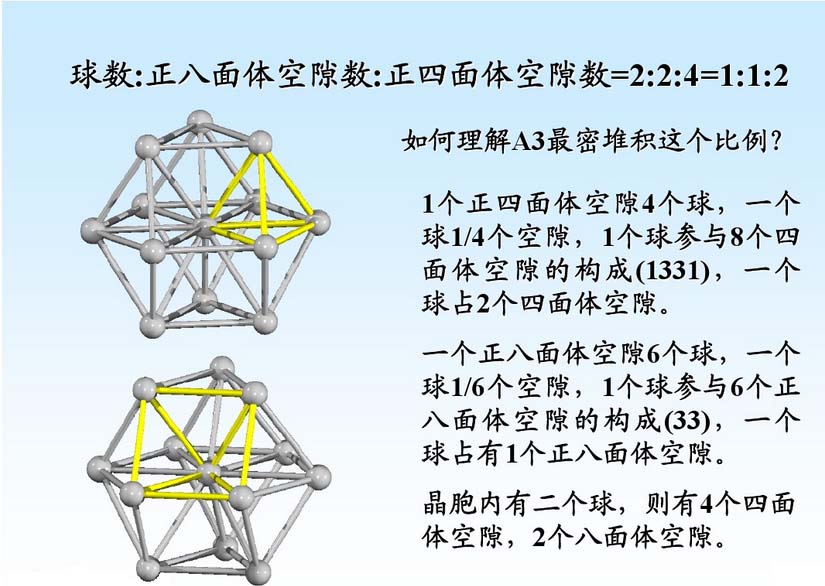 球数:正八面体空隙数:正四面体空隙数=2:2:4=1:1:2
如何理解A3最密堆积这个比例?
1个正四面体空隙4个球，一个
球1/4个空隙，1个球参与8个四
面体空隙的构成(1331)，一个
球占2个四面体空隙。
一个正八面体空隙6个球，一个
球1/6个空隙，1个球参与6个正
八面体空隙的构成(33)，一个
球占有1个正八面体空隙。
晶胞内有二个球，则有4个四面
体空隙，2个八面体空隙。